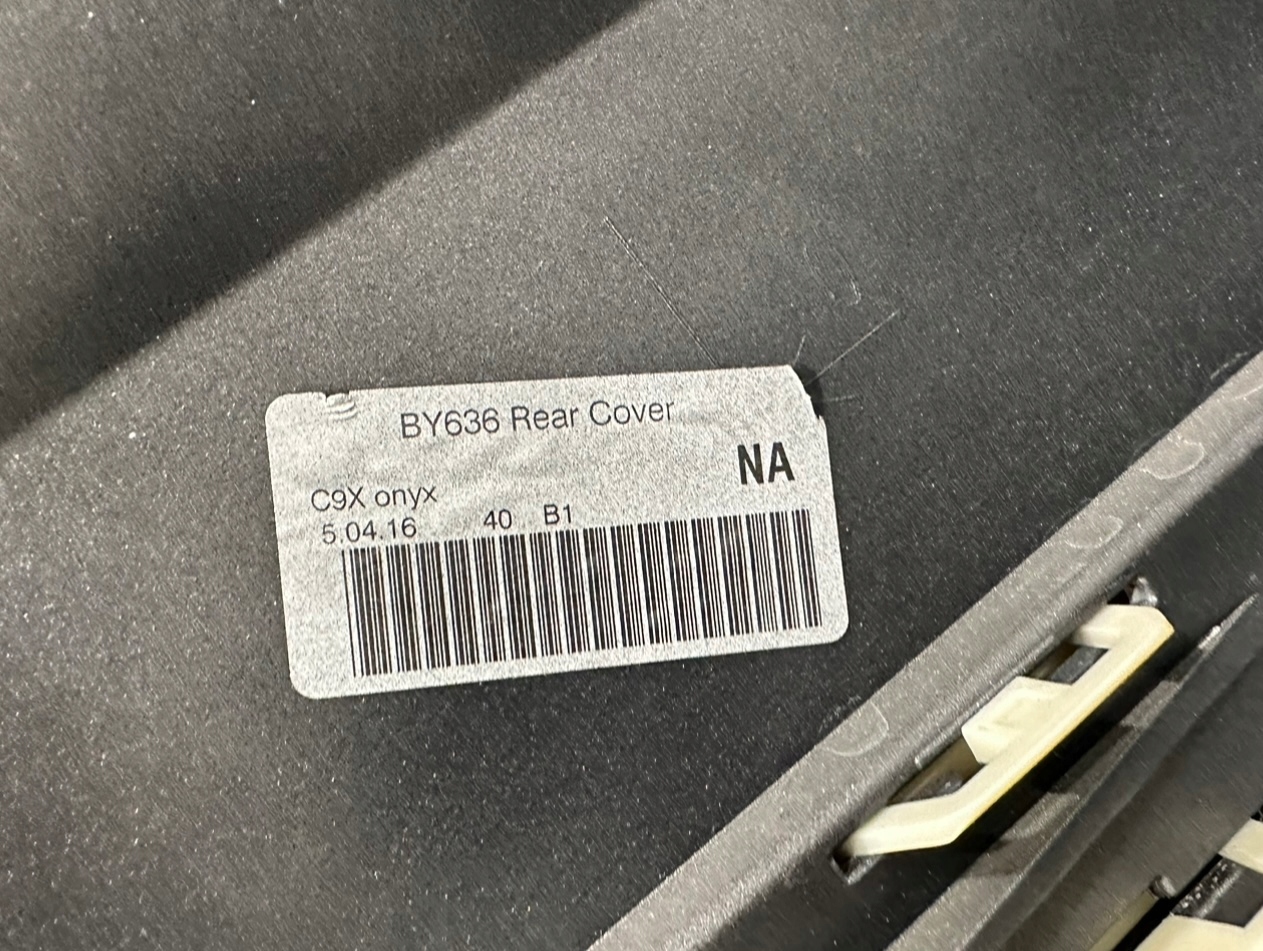 BY636 Rear Cover
NA
C9X onyx
5.04.16 40 B1